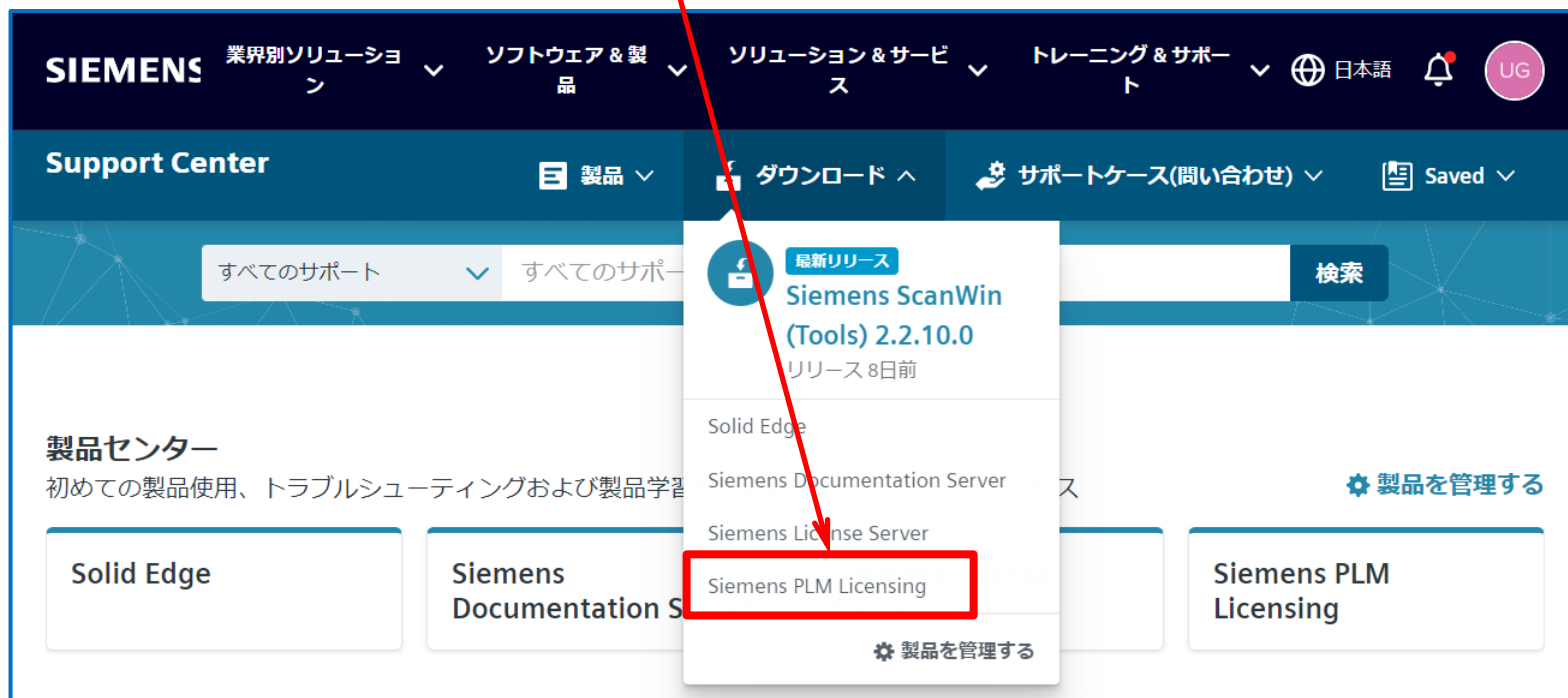 SIEMENS
業界別ソリューショ
ン
ソフトウェア & 製
品
ソリューション & サービ
ス
トレーニング & サポー
ト
日本語
UG
Support Center
製品
ダウンロード
サポートケース(問い合わせ)
Saved
すべてのサポート
すべてのサポー
検索
最新リリース
Siemens ScanWin
(Tools) 2.2.10.0
リリース 8日前
Solid Edge
Siemens Documentation Server
Siemens License Server
Siemens PLM Licensing
製品を管理する
製品センター
初めての製品使用、トラブルシューティングおよび製品学習
ス
製品を管理する
Solid Edge
Siemens
Documentation S
Siemens PLM
Licensing